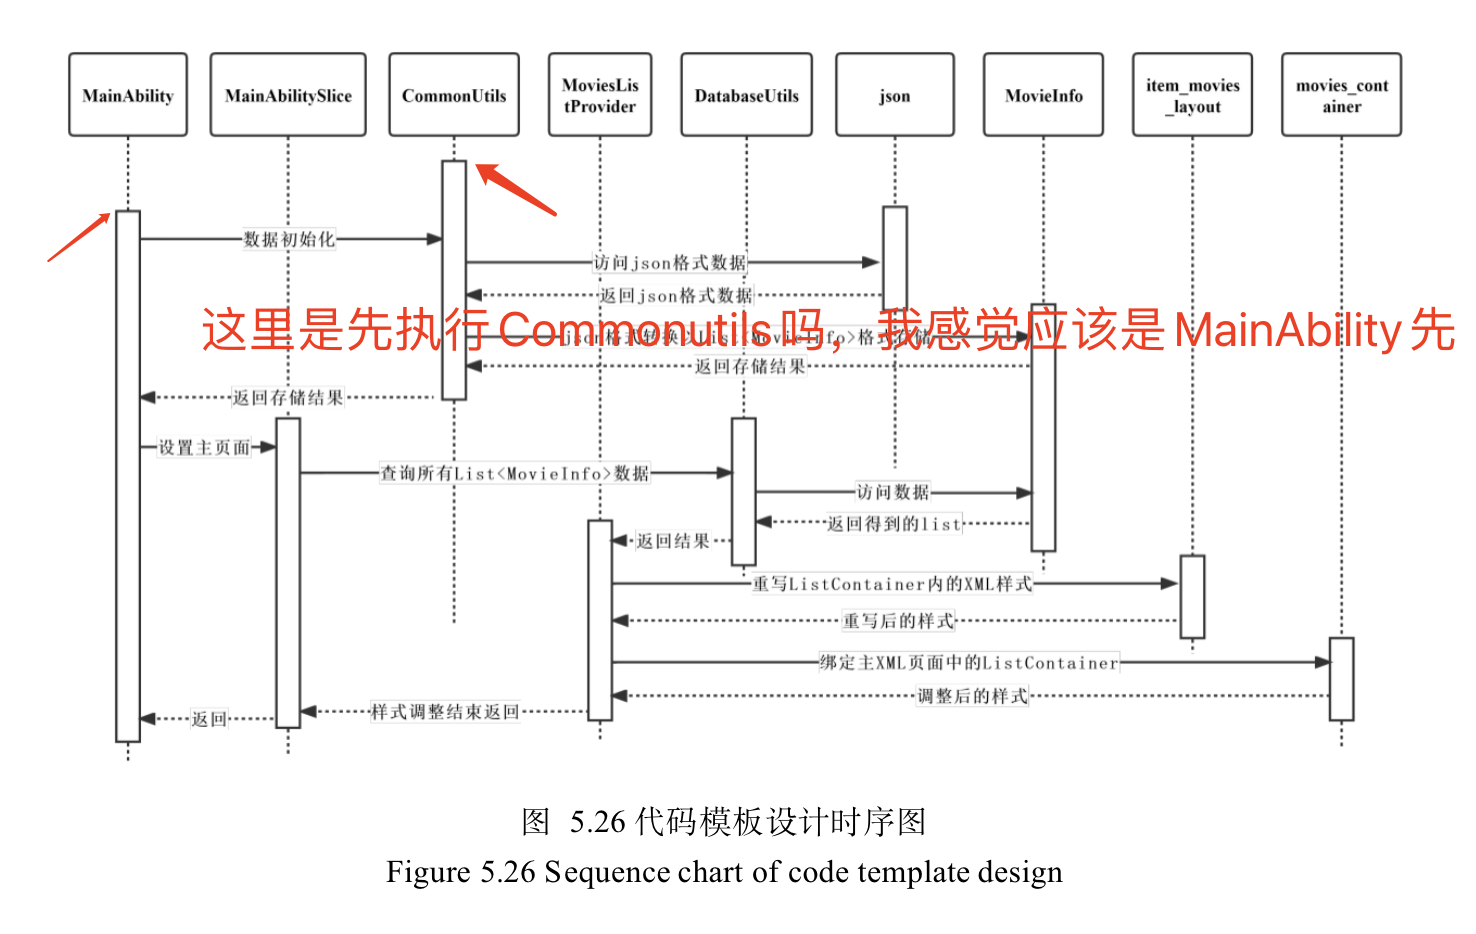 MainAbility
MainAbilitySlice
CommonUtils
MoviesLis
tProvider
DatabaseUtils
json
MovieInfo
item_movies
_layout
movies_cont
ainer
数据初始化
访问json格式数据
返回json格式数据
这里是先执行Commonutils吗，我感觉应该是MainAbility先
json格式转换以List<MovieInfo>格式存储
返回存储结果
返回存储结果
设置主页面
查询所有List<MovieInfo>数据
访问数据
返回得到的list
返回结果
重写ListContainer内的XML样式
重写后的样式
绑定主XML页面中的ListContainer
调整后的样式
样式调整结束返回
返回
图 5.26 代码模板设计时序图
Figure 5.26 Sequence chart of code template design